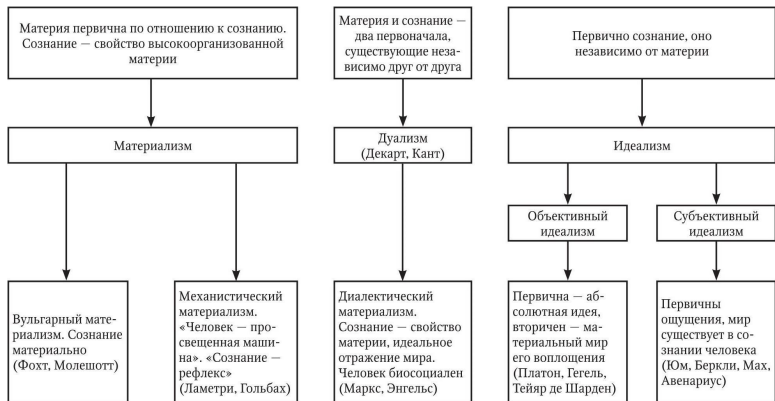 Материя первична по отношению к сознанию.
Сознание — свойство высокоорганизованной
материи
Материя и сознание —
два первоначала,
существующие неза-
висимо друг от друга
Первично сознание, оно
независимо от материи
Материализм
Дуализм
(Декарт, Кант)
Идеализм
Объективный
идеализм
Субъективный
идеализм
Вульгарный мате-
риализм. Сознание
материально
(Фохт, Молешотт)
Механистический
материализм.
«Человек — про-
свещенная маши-
на». «Сознание —
рефлекс»
(Ламетри, Гольбах)
Диалектический
материализм.
Сознание — свойство
материи, идеальное
отражение мира.
Человек биосоциален
(Маркс, Энгельс)
Первична — аб-
солютная идея,
вторичен — ма-
териальный мир
его воплощения
(Платон, Гегель,
Тейяр де Шарден)
Первичны
ощущения, мир
существует в со-
знании человека
(Юм, Беркли, Мах,
Авенариус)